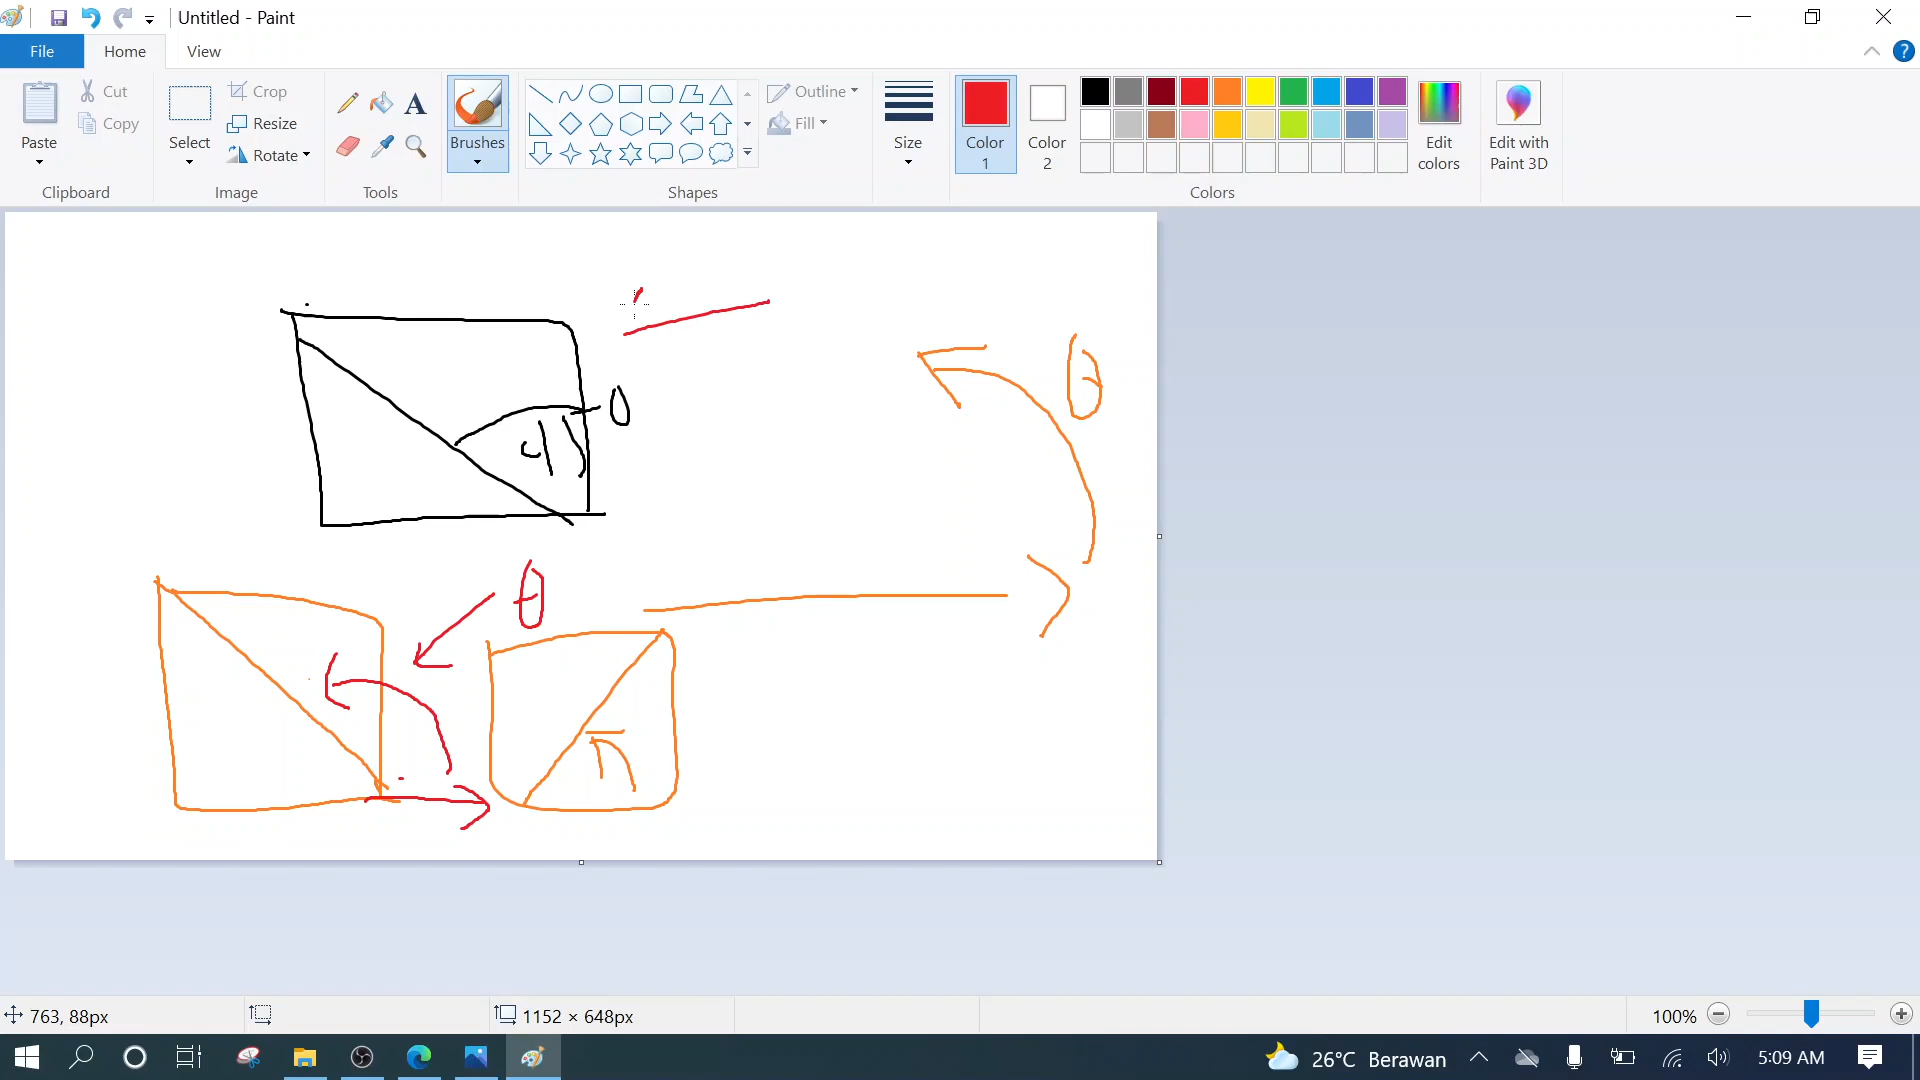 Untitled - Paint
File Home View
Paste
Cut
Copy
Clipboard
Select
Crop
Resize
Rotate
Image
Tools
Brushes
Shapes
Outline
Fill
Size
Color 1
Color 2
Edit colors
Colors
Edit with Paint 3D
θ
θ
763, 88px
1152 × 648px
100%
26°C Berawan
5:09 AM